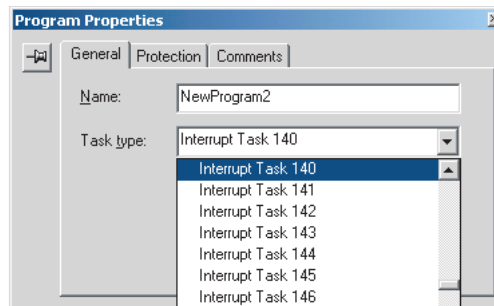 Program Properties
General Protection Comments
Name: NewProgram2
Task type: Interrupt Task 140
Interrupt Task 140
Interrupt Task 141
Interrupt Task 142
Interrupt Task 143
Interrupt Task 144
Interrupt Task 145
Interrupt Task 146